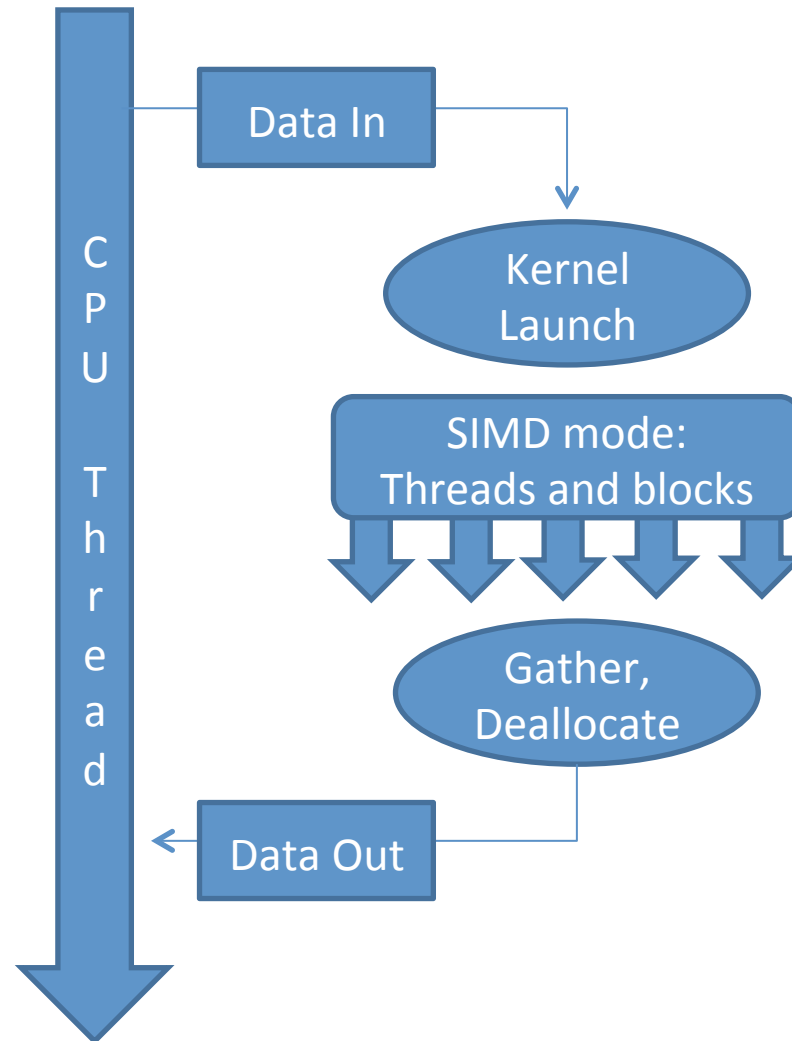 CPU Thread
Data In
Kernel
Launch
SIMD mode:
Threads and blocks
Gather,
Deallocate
Data Out